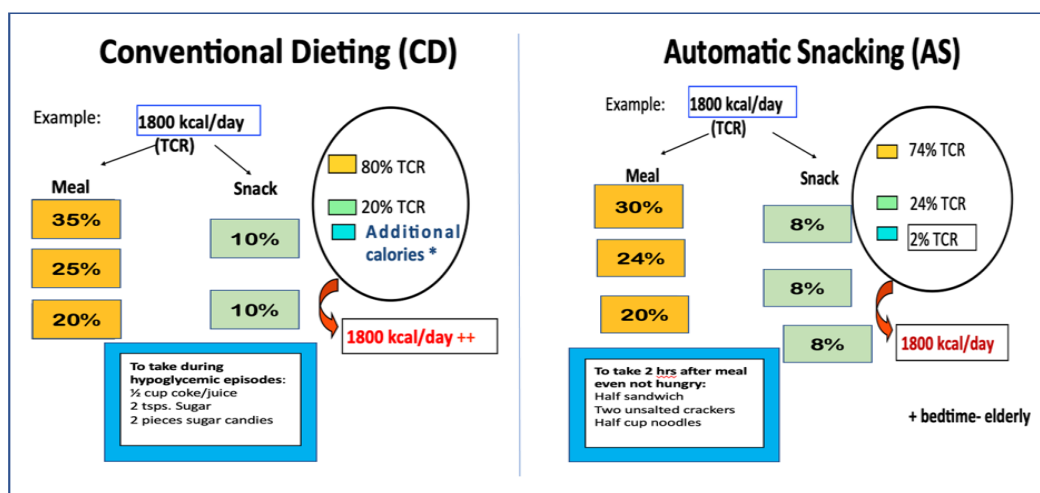 Conventional Dieting (CD)
Example:
1800 kcal/day
(TCR)
Meal
Snack
35%
25%
20%
10%
10%
80% TCR
20% TCR
Additional
calories *
1800 kcal/day ++
To take during
hypoglycemic episodes:
½ cup coke/juice
2 tsps. Sugar
2 pieces sugar candies
Automatic Snacking (AS)
Example:
1800 kcal/day
(TCR)
Meal
Snack
30%
24%
20%
8%
8%
8%
74% TCR
24% TCR
2% TCR
1800 kcal/day
To take 2 hrs after meal
even not hungry:
Half sandwich
Two unsalted crackers
Half cup noodles
+ bedtime- elderly